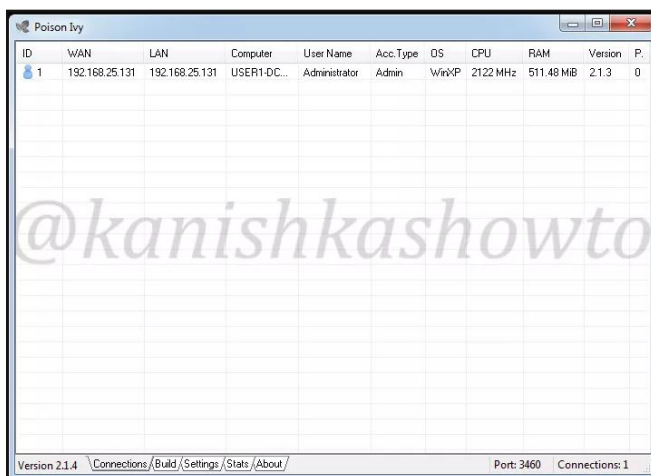 Poison Ivy
ID WAN LAN Computer User Name Acc.Type OS CPU RAM Version P.
1 192.168.25.131 192.168.25.131 USER1-DC... Administrator Admin WinXP 2122 MHz 511.48 MiB 2.1.3 0
@kanishkashowto
Version 2.1.4 Connections Build Settings Stats About Port: 3460 Connections: 1